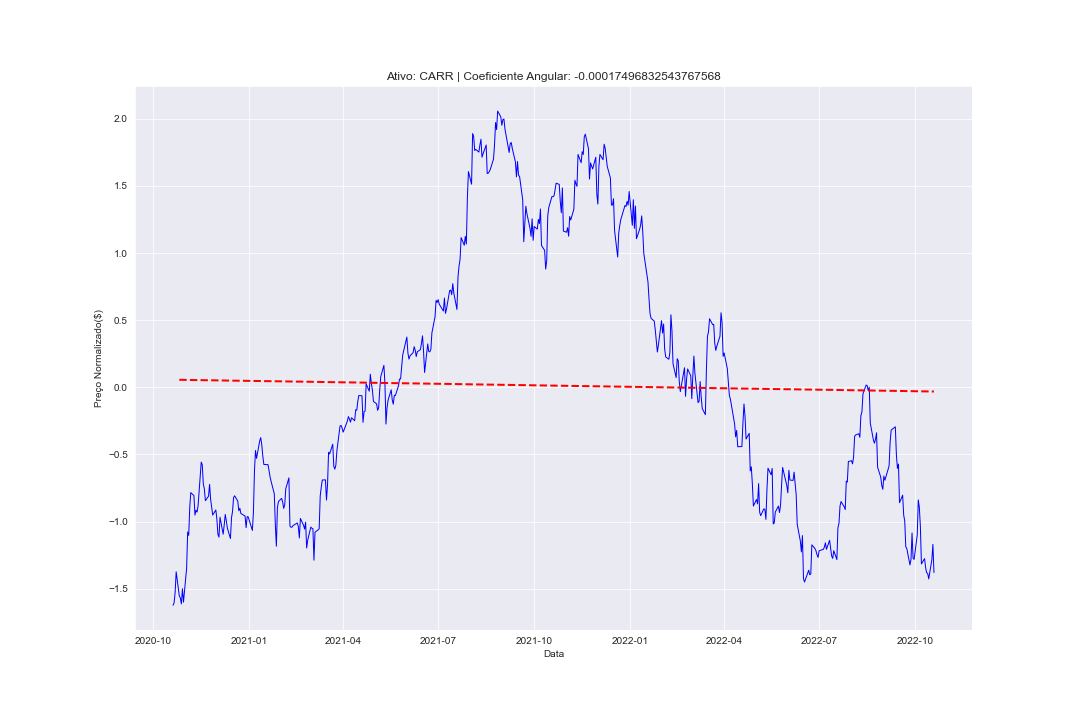 Ativo: CARR | Coeficiente Angular: -0.00017496832543767568
2.0
1.5
1.0
0.5
0.0
−0.5
−1.0
−1.5
Preço Normalizado($)
2020-10 2021-01 2021-04 2021-07 2021-10 2022-01 2022-04 2022-07 2022-10
Data